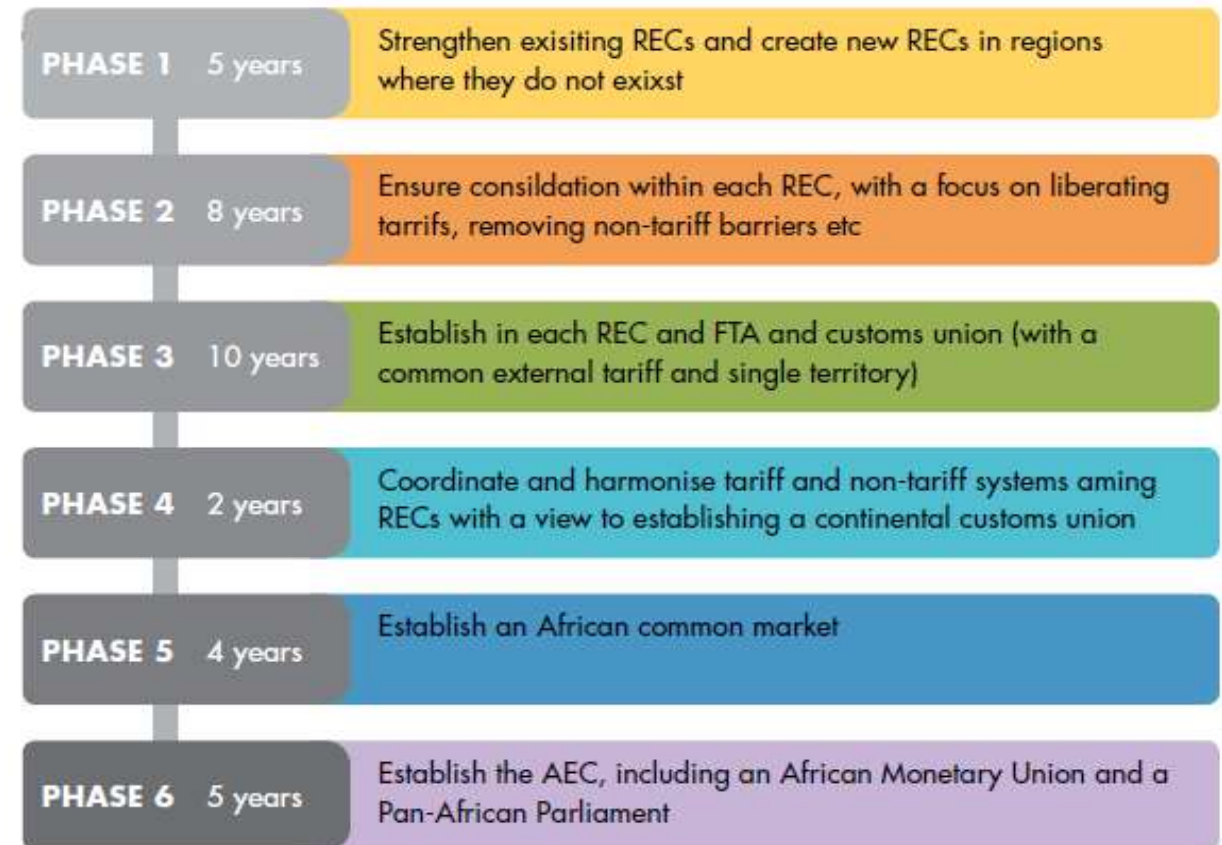 PHASE 1 5 years
Strengthen exisiting RECs and create new RECs in regions
where they do not exixst
PHASE 2 8 years
Ensure consildation within each REC, with a focus on liberating
tarrifs, removing non-tariff barriers etc
PHASE 3 10 years
Establish in each REC and FTA and customs union (with a
common external tariff and single territory)
PHASE 4 2 years
Coordinate and harmonise tariff and non-tariff systems aming
RECs with a view to establishing a continental customs union
PHASE 5 4 years
Establish an African common market
PHASE 6 5 years
Establish the AEC, including an African Monetary Union and a
Pan-African Parliament